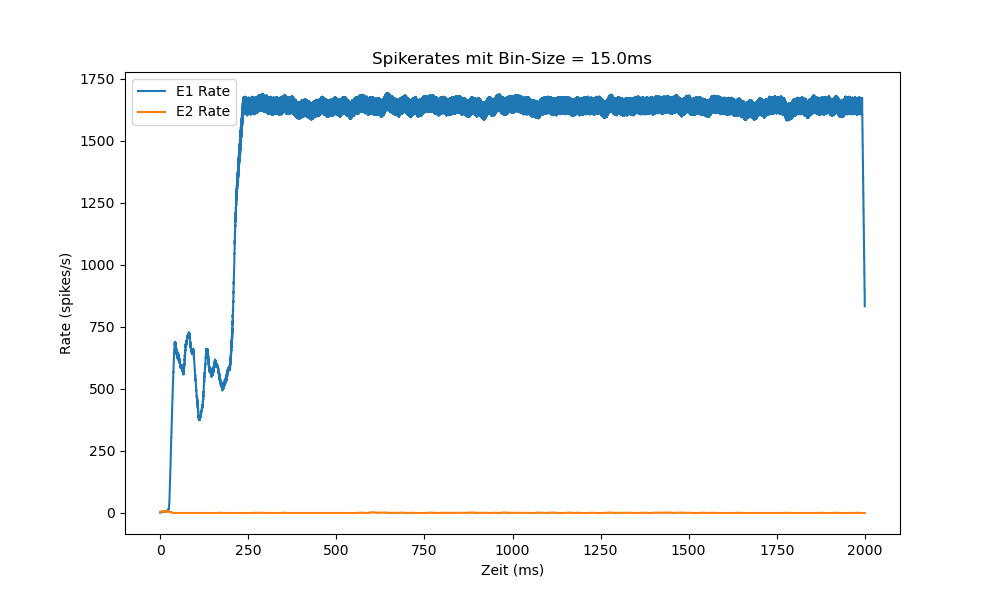 Spikerates mit Bin-Size = 15.0ms
E1 Rate
E2 Rate
1750
1500
1250
1000
750
500
250
0
Rate (spikes/s)
0 250 500 750 1000 1250 1500 1750 2000
Zeit (ms)